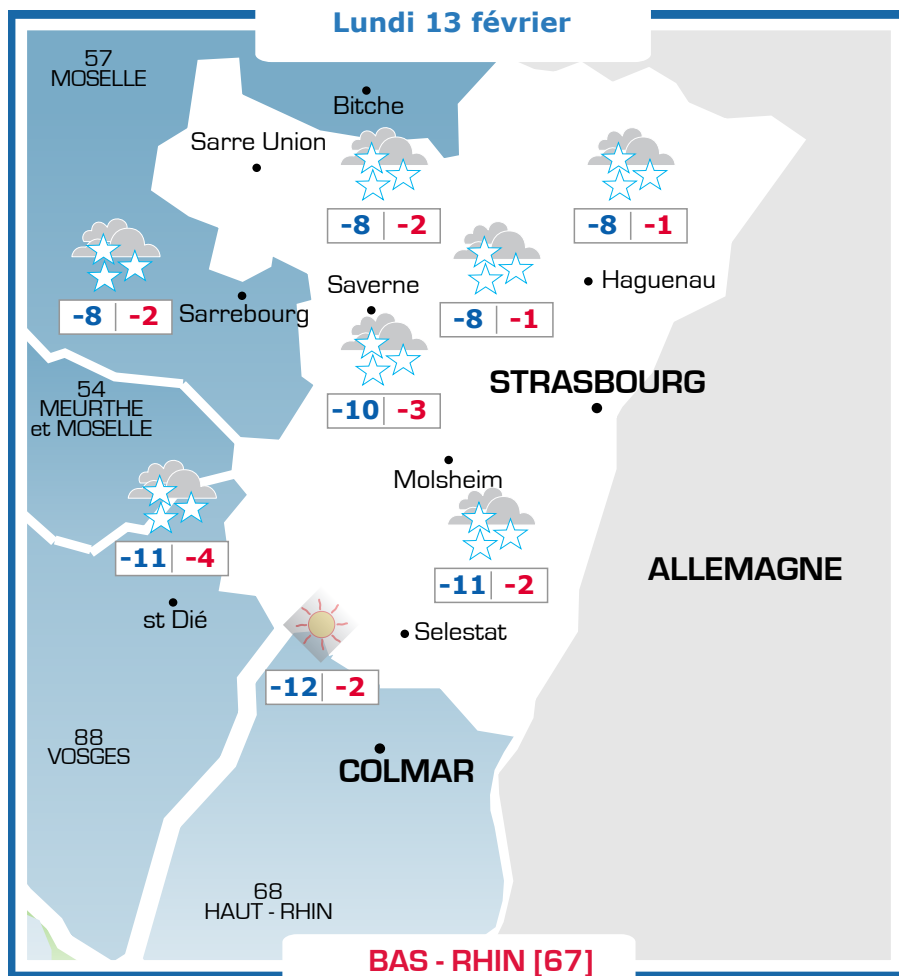 Lundi 13 février
57
MOSELLE
Bitche
Sarre Union
-8 -2
-8 -1
-8 -2
Sarrebourg
Saverne
-8 -1
Haguenau
-10 -3
STRASBOURG
54
MEURTHE
et MOSELLE
Molsheim
-11 -4
-11 -2
ALLEMAGNE
st Dié
Selestat
-12 -2
88
VOSGES
COLMAR
68
HAUT - RHIN
BAS - RHIN [67]